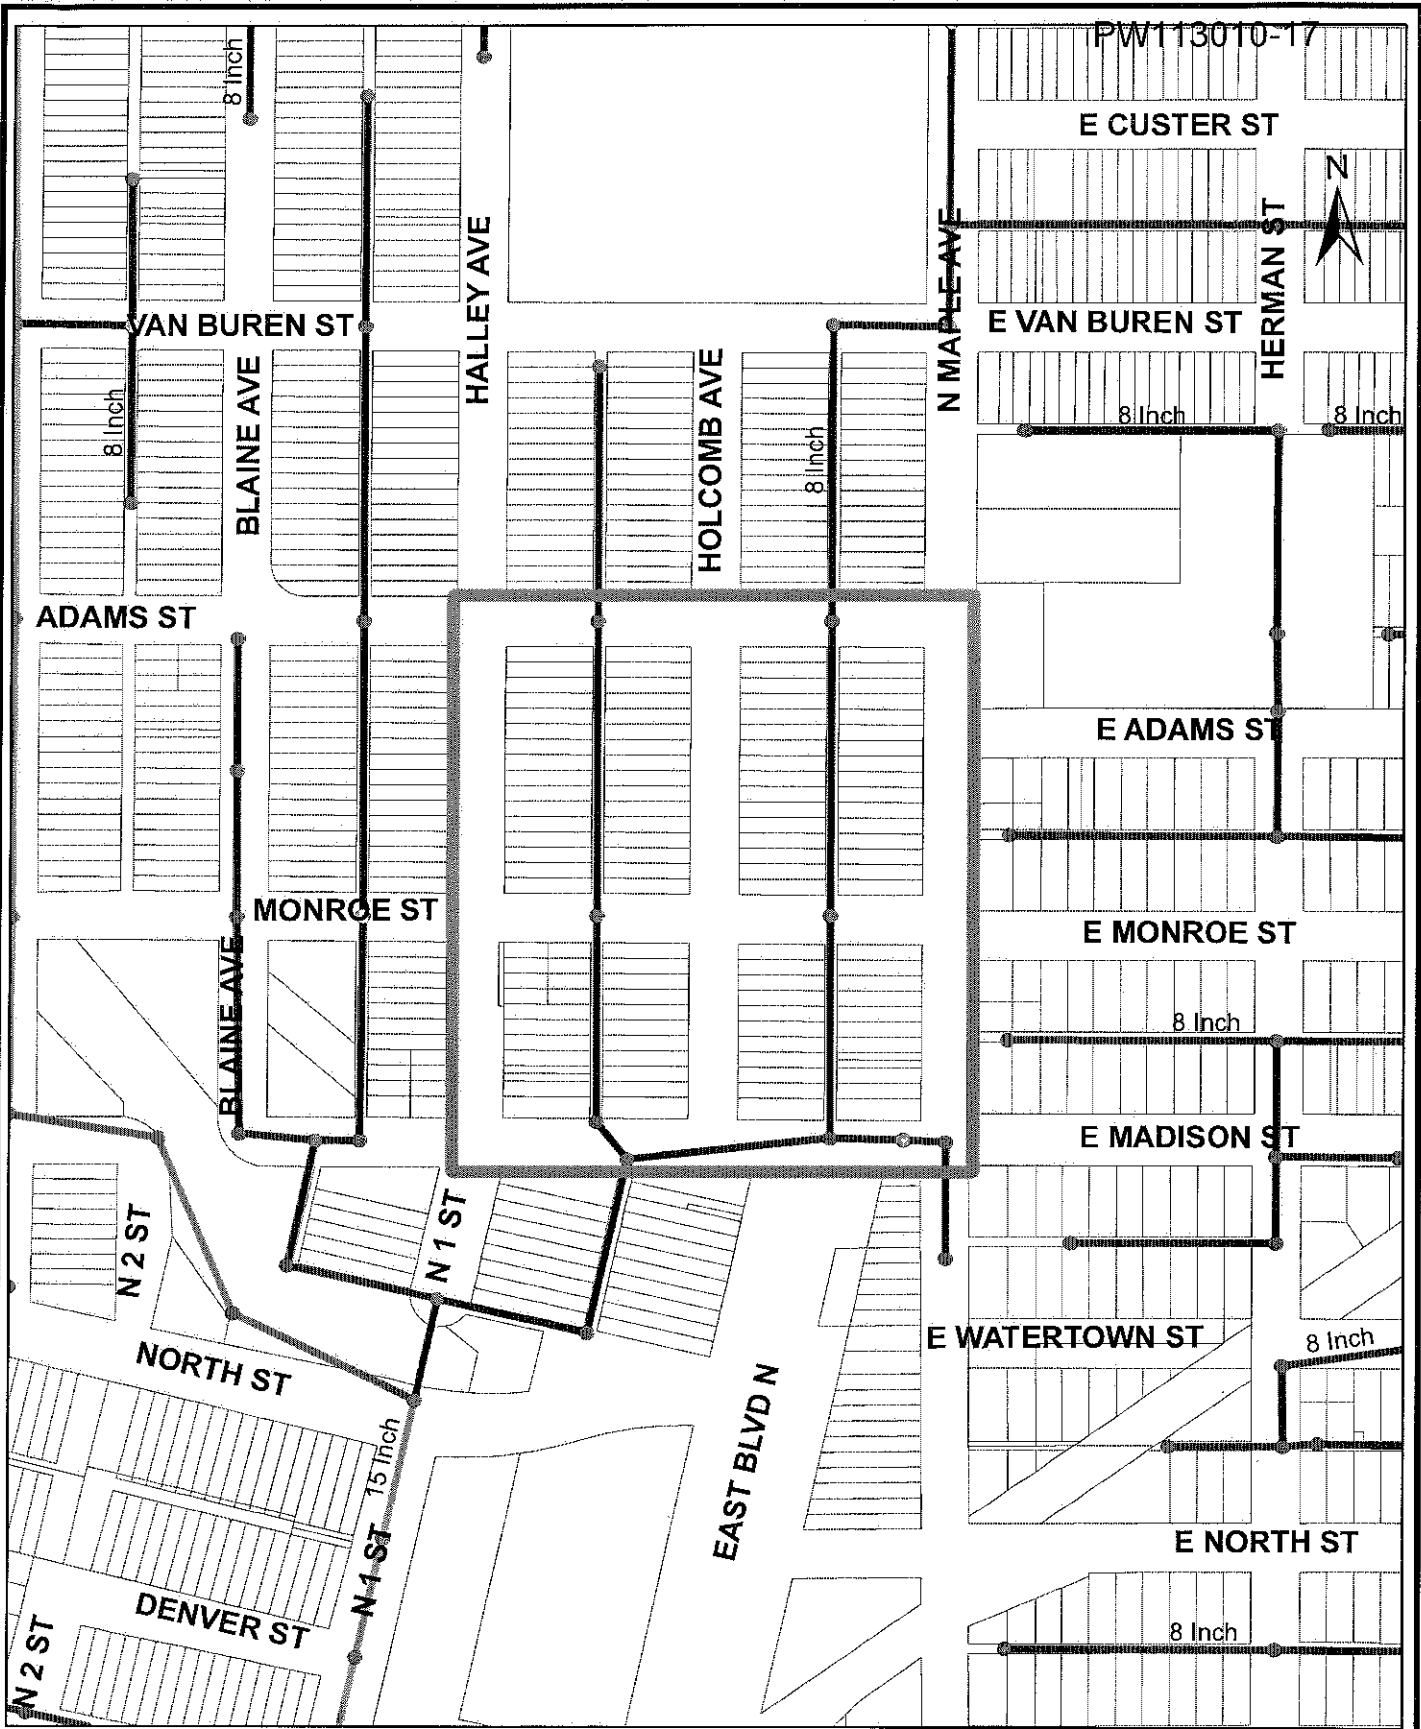 PW113010-17
8 Inch
E CUSTER ST
N
HALLEY AVE
N MAPLE AVE
HERMAN ST
VAN BUREN ST
E VAN BUREN ST
BLAINE AVE
HOLCOMB AVE
8 Inch
8 Inch
8 Inch
8 Inch
ADAMS ST
E ADAMS ST
MONROE ST
E MONROE ST
BLAINE AVE
8 Inch
E MADISON ST
N 2 ST
N 1 ST
E WATERTOWN ST
8 Inch
NORTH ST
EAST BLVD N
15 Inch
N 1 ST
E NORTH ST
DENVER ST
8 Inch
N 2 ST